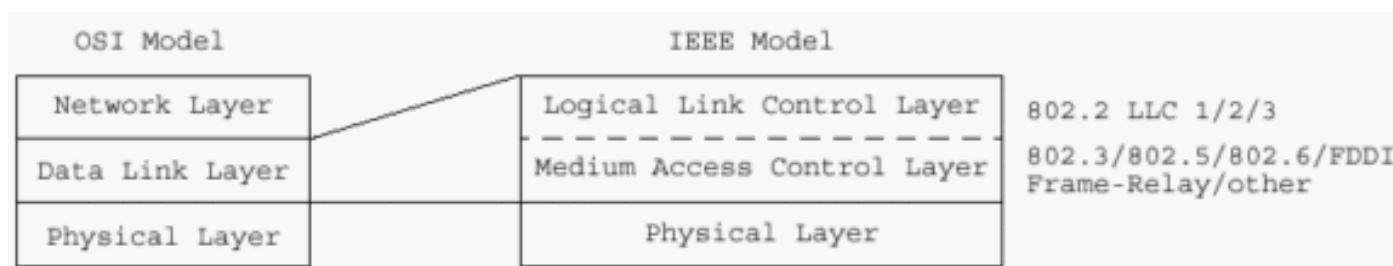 OSI Model
IEEE Model
Network Layer
Logical Link Control Layer
802.2 LLC 1/2/3
Data Link Layer
Medium Access Control Layer
802.3/802.5/802.6/FDDI
Frame-Relay/other
Physical Layer
Physical Layer